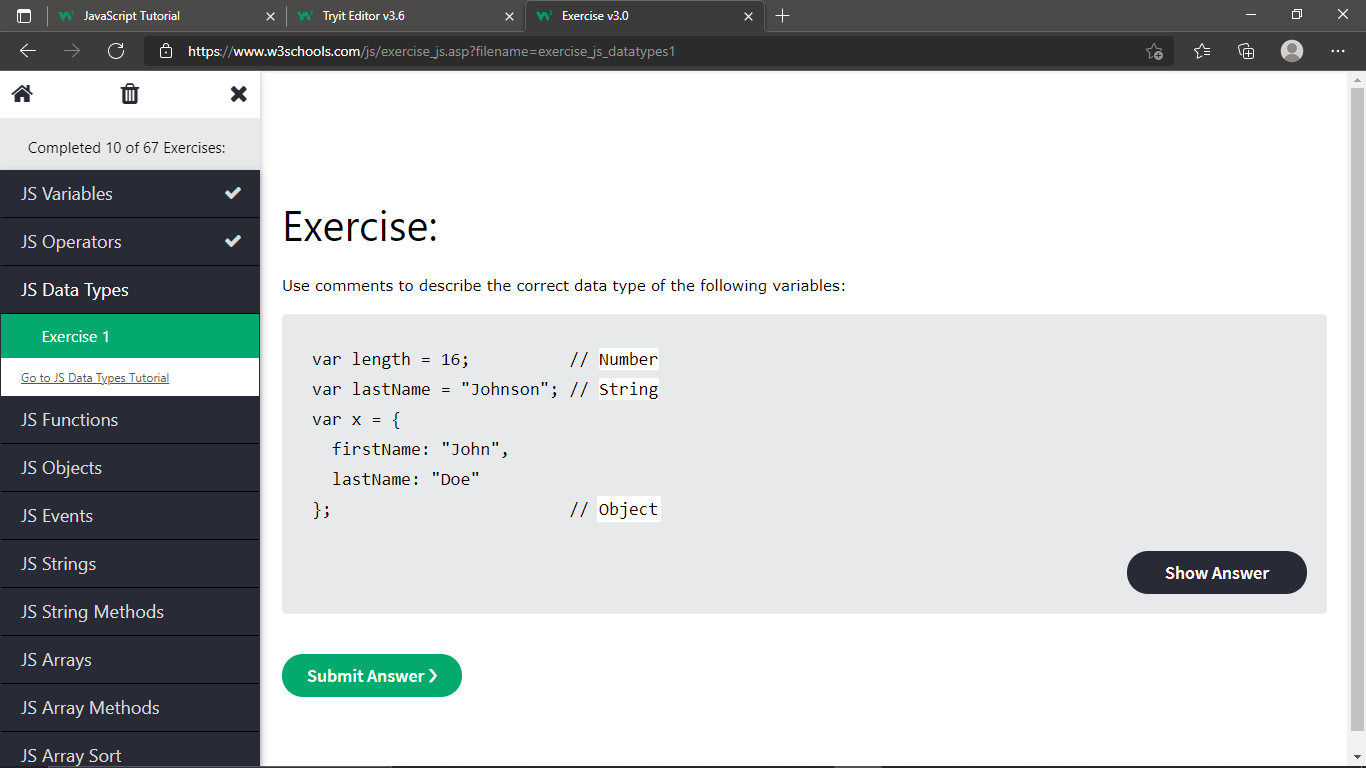 JavaScript Tutorial
Tryit Editor v3.6
Exercise v3.0
https://www.w3schools.com/js/exercise_js.asp?filename=exercise_js_datatypes1
Completed 10 of 67 Exercises:
JS Variables
JS Operators
JS Data Types
Exercise 1
Go to JS Data Types Tutorial
JS Functions
JS Objects
JS Events
JS Strings
JS String Methods
JS Arrays
JS Array Methods
JS Array Sort
Exercise:
Use comments to describe the correct data type of the following variables:
var length = 16;          // Number
var lastName = "Johnson"; // String
var x = {
  firstName: "John",
  lastName: "Doe"
};                        // Object
Show Answer
Submit Answer ❯